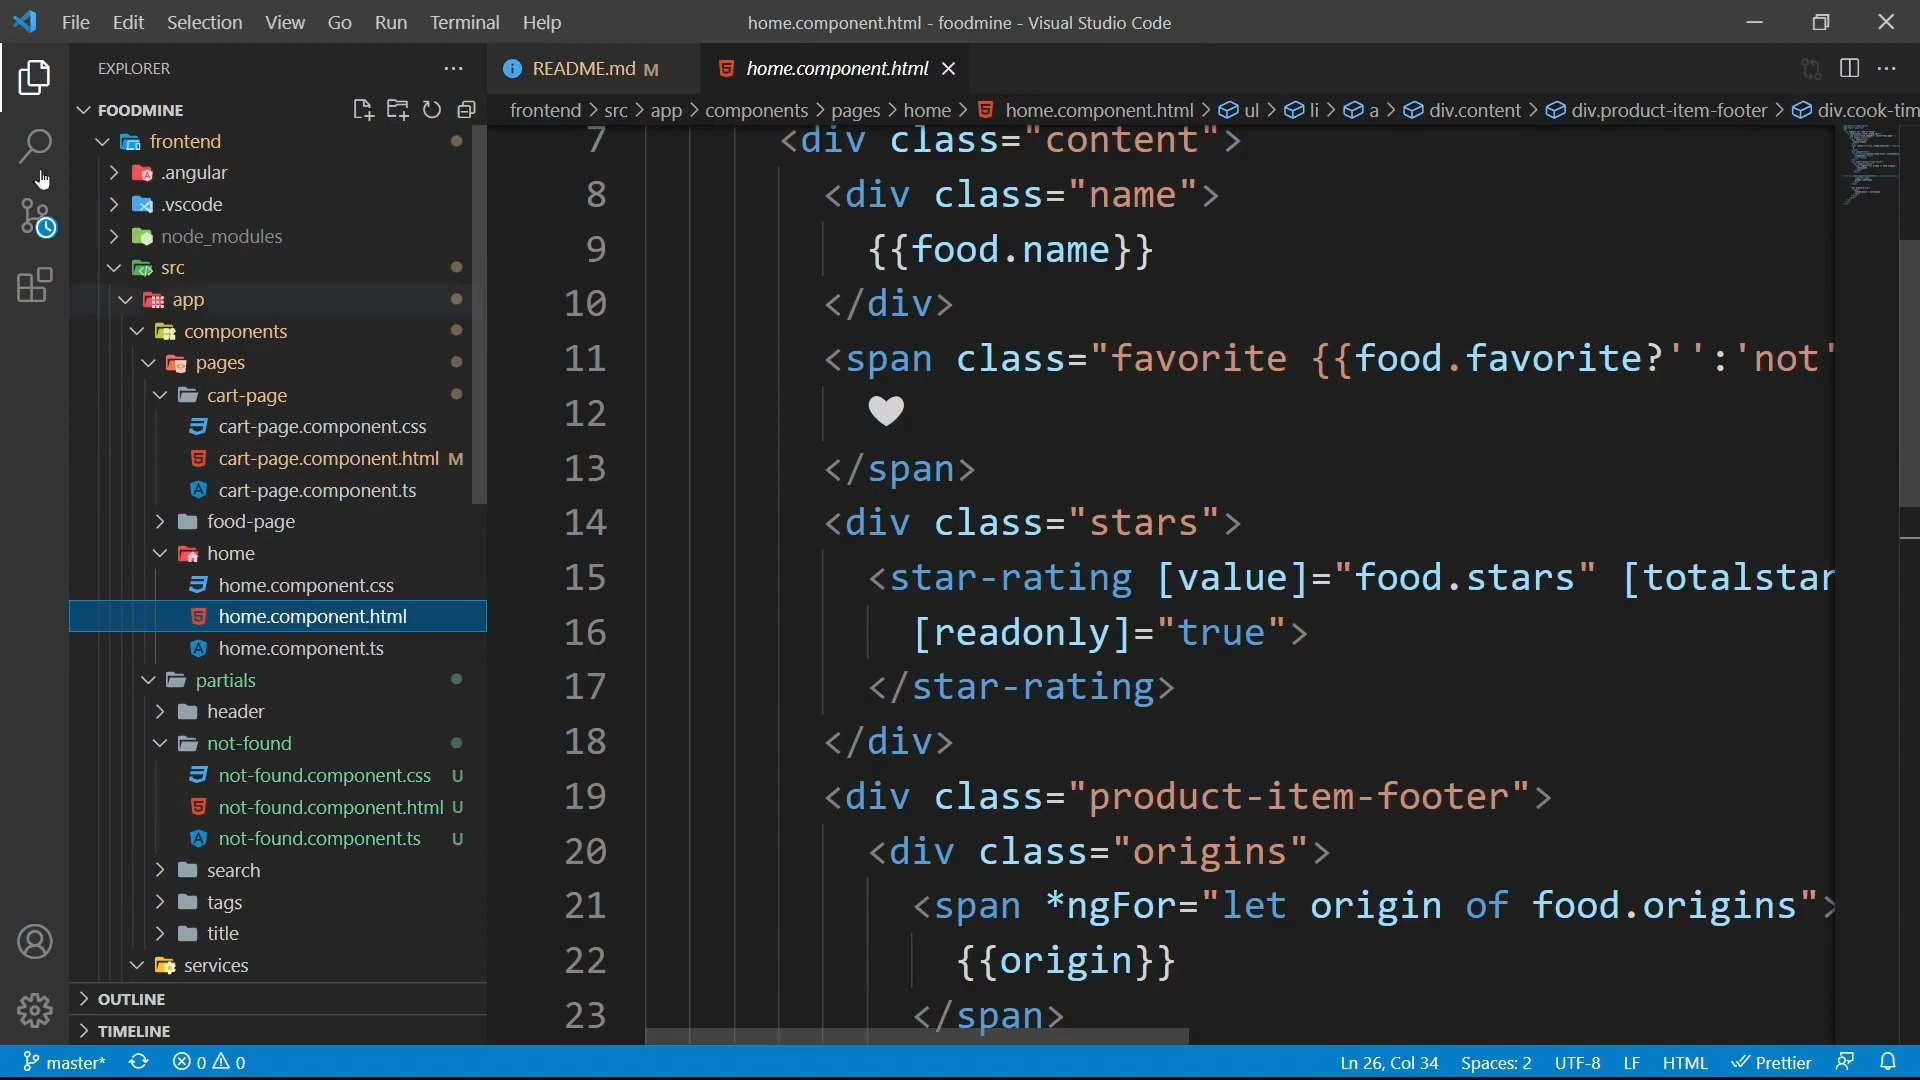 File Edit Selection View Go Run Terminal Help
home.component.html - foodmine - Visual Studio Code
EXPLORER
FOODMINE
frontend
.angular
.vscode
node_modules
src
app
components
pages
cart-page
cart-page.component.css
cart-page.component.html M
cart-page.component.ts
food-page
home
home.component.css
home.component.html
home.component.ts
partials
header
not-found
not-found.component.css U
not-found.component.html U
not-found.component.ts U
search
tags
title
services
OUTLINE
TIMELINE
README.md M
home.component.html
frontend > src > app > components > pages > home > home.component.html > ul > li > a > div.content > div.product-item-footer > div.cook-tim
7 <div class="content">
8 <div class="name">
9 {{food.name}}
10 </div>
11 <span class="favorite {{food.favorite?'':'not'
12 ♥
13 </span>
14 <div class="stars">
15 <star-rating [value]="food.stars" [totalstar
16 [readonly]="true">
17 </star-rating>
18 </div>
19 <div class="product-item-footer">
20 <div class="origins">
21 <span *ngFor="let origin of food.origins">
22 {{origin}}
23 </span>
master* 0 0
Ln 26, Col 34 Spaces: 2 UTF-8 LF HTML Prettier